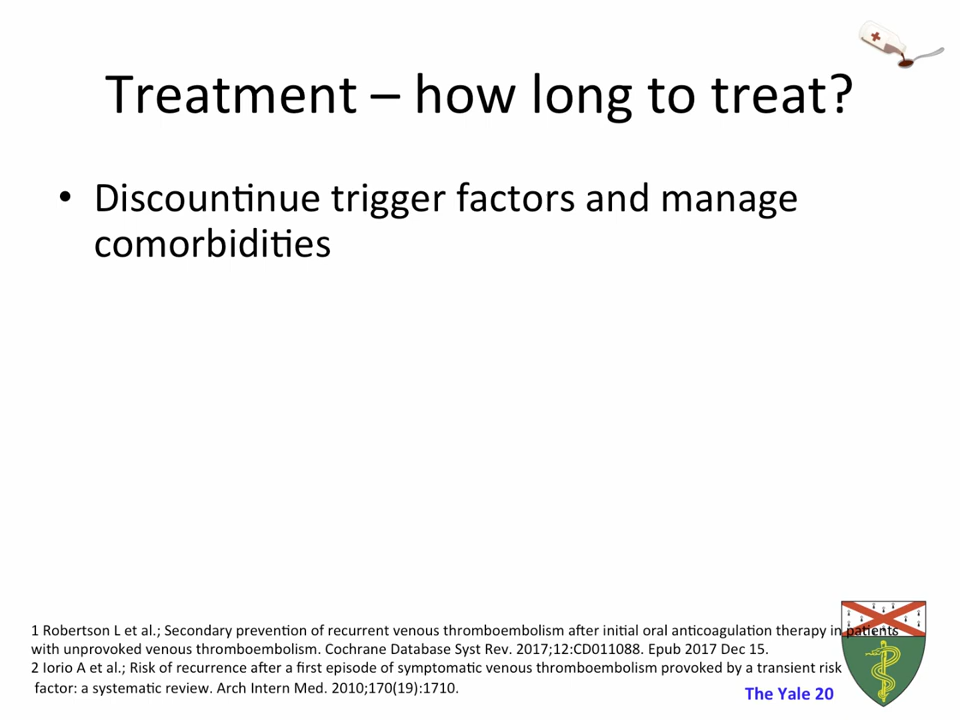 Treatment – how long to treat?
• Discountinue trigger factors and manage
comorbidities
1 Robertson L et al.; Secondary prevention of recurrent venous thromboembolism after initial oral anticoagulation therapy in patients
with unprovoked venous thromboembolism. Cochrane Database Syst Rev. 2017;12:CD011088. Epub 2017 Dec 15.
2 Iorio A et al.; Risk of recurrence after a first episode of symptomatic venous thromboembolism provoked by a transient risk
factor: a systematic review. Arch Intern Med. 2010;170(19):1710.
The Yale 20